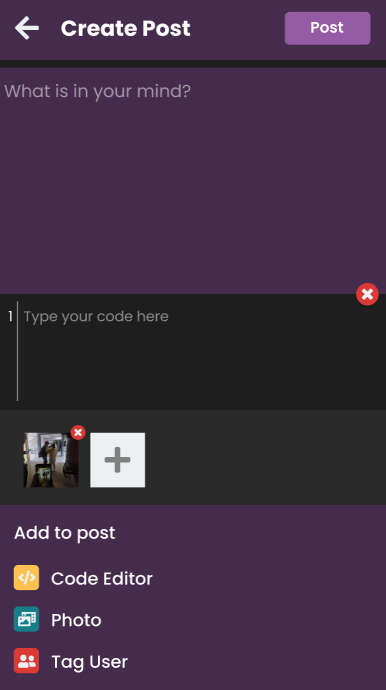 Create Post
Post
What is in your mind?
1
Type your code here
Add to post
Code Editor
Photo
Tag User